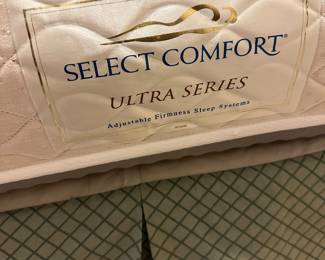 SELECT COMFORT®
ULTRA SERIES
Adjustable Firmness Sleep Systems